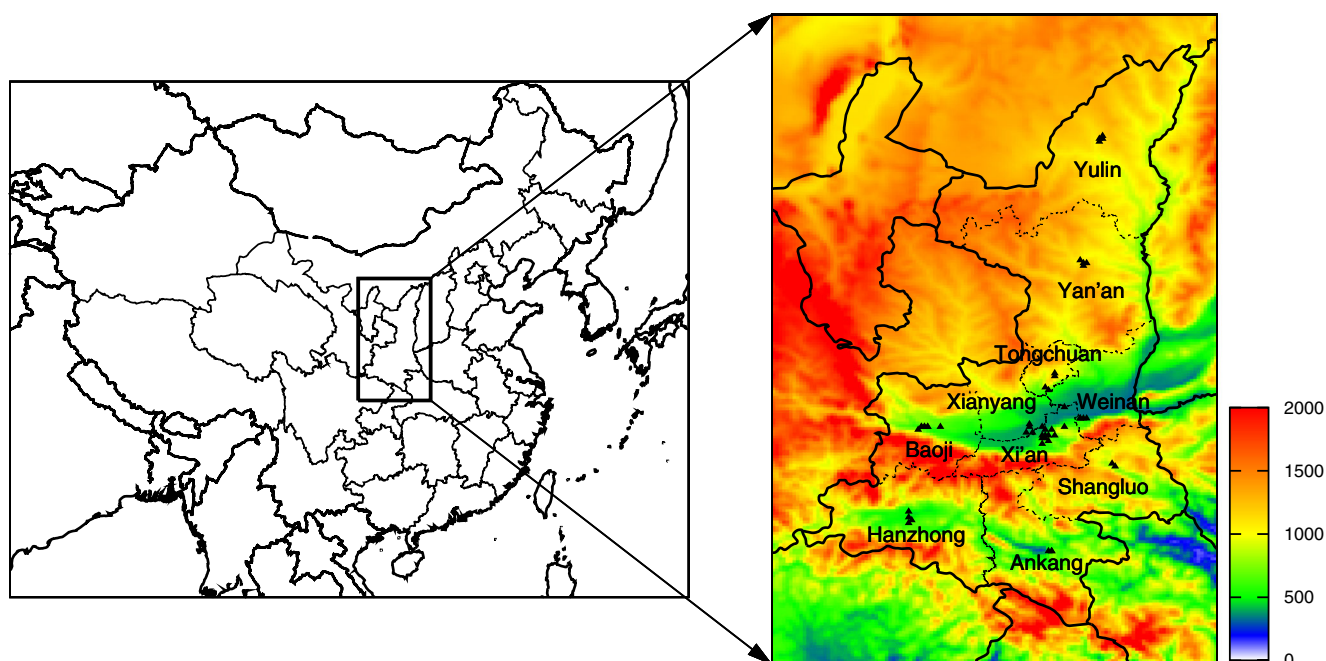 Yulin
Yan'an
Tongchuan
Xianyang
Weinan
Baoji
Xi'an
Shangluo
Hanzhong
Ankang
2000
1500
1000
500
0